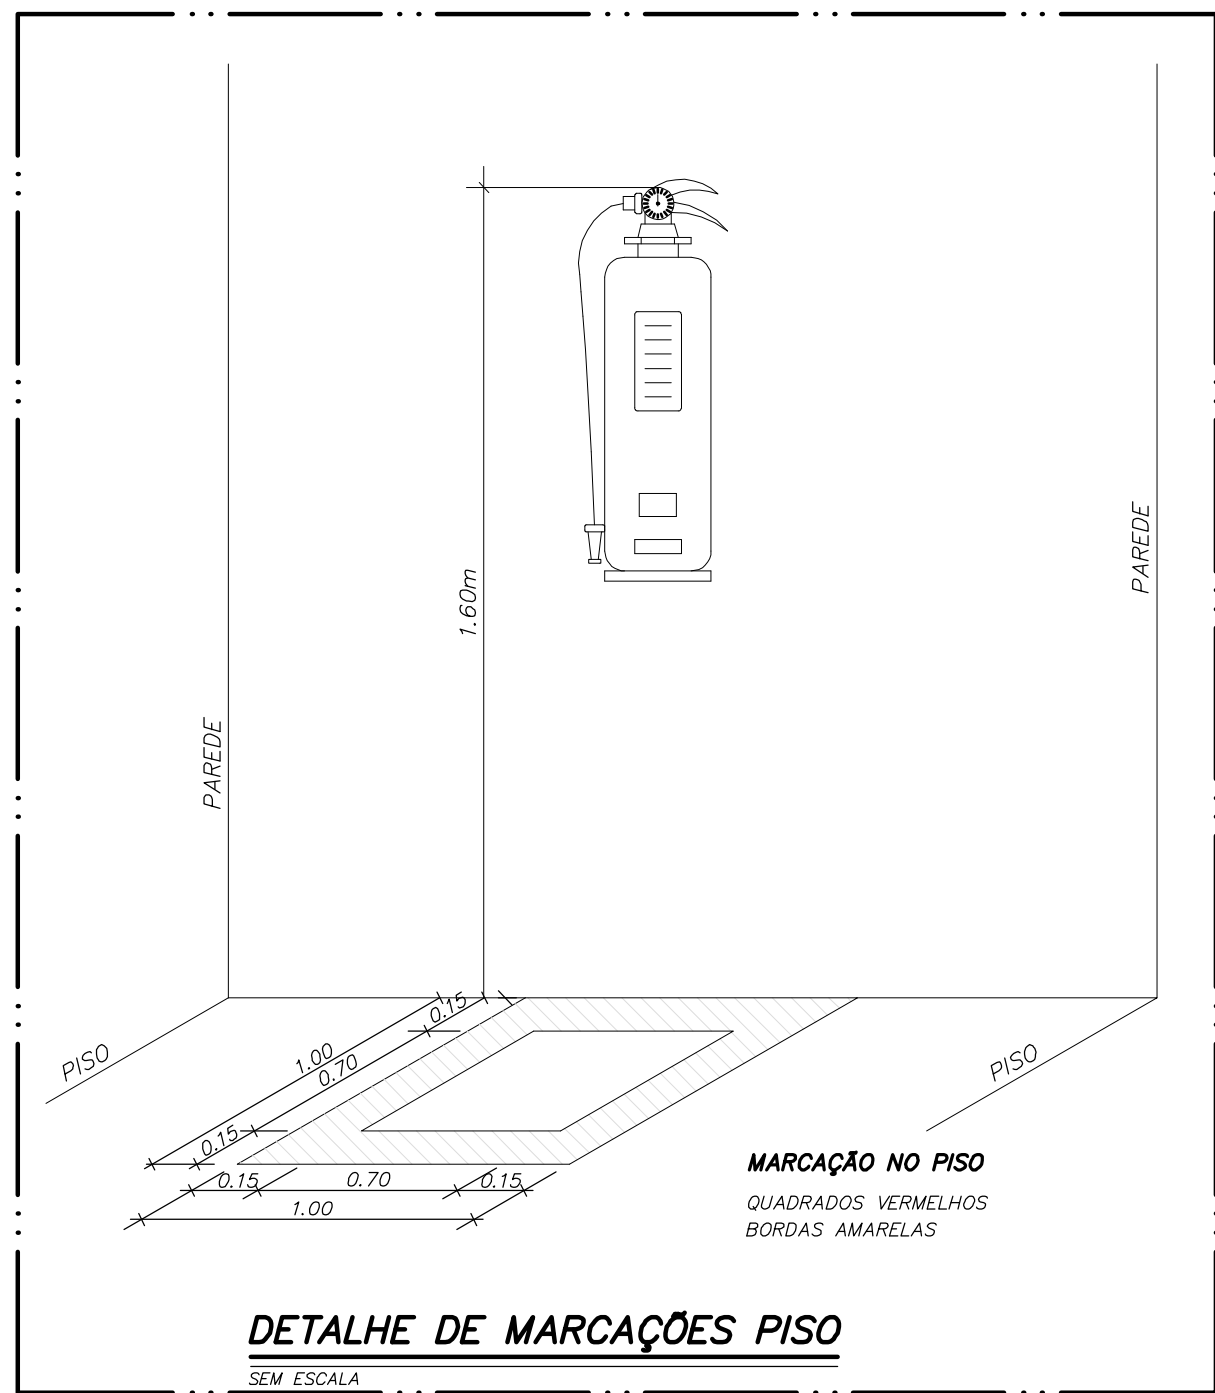 PAREDE
1.60m
PAREDE
PISO
1.00
0.70
0.15
0.15
PISO
0.15
0.70
0.15
1.00
MARCAÇÃO NO PISO
QUADRADOS VERMELHOS
BORDAS AMARELAS
DETALHE DE MARCAÇÕES PISO
SEM ESCALA